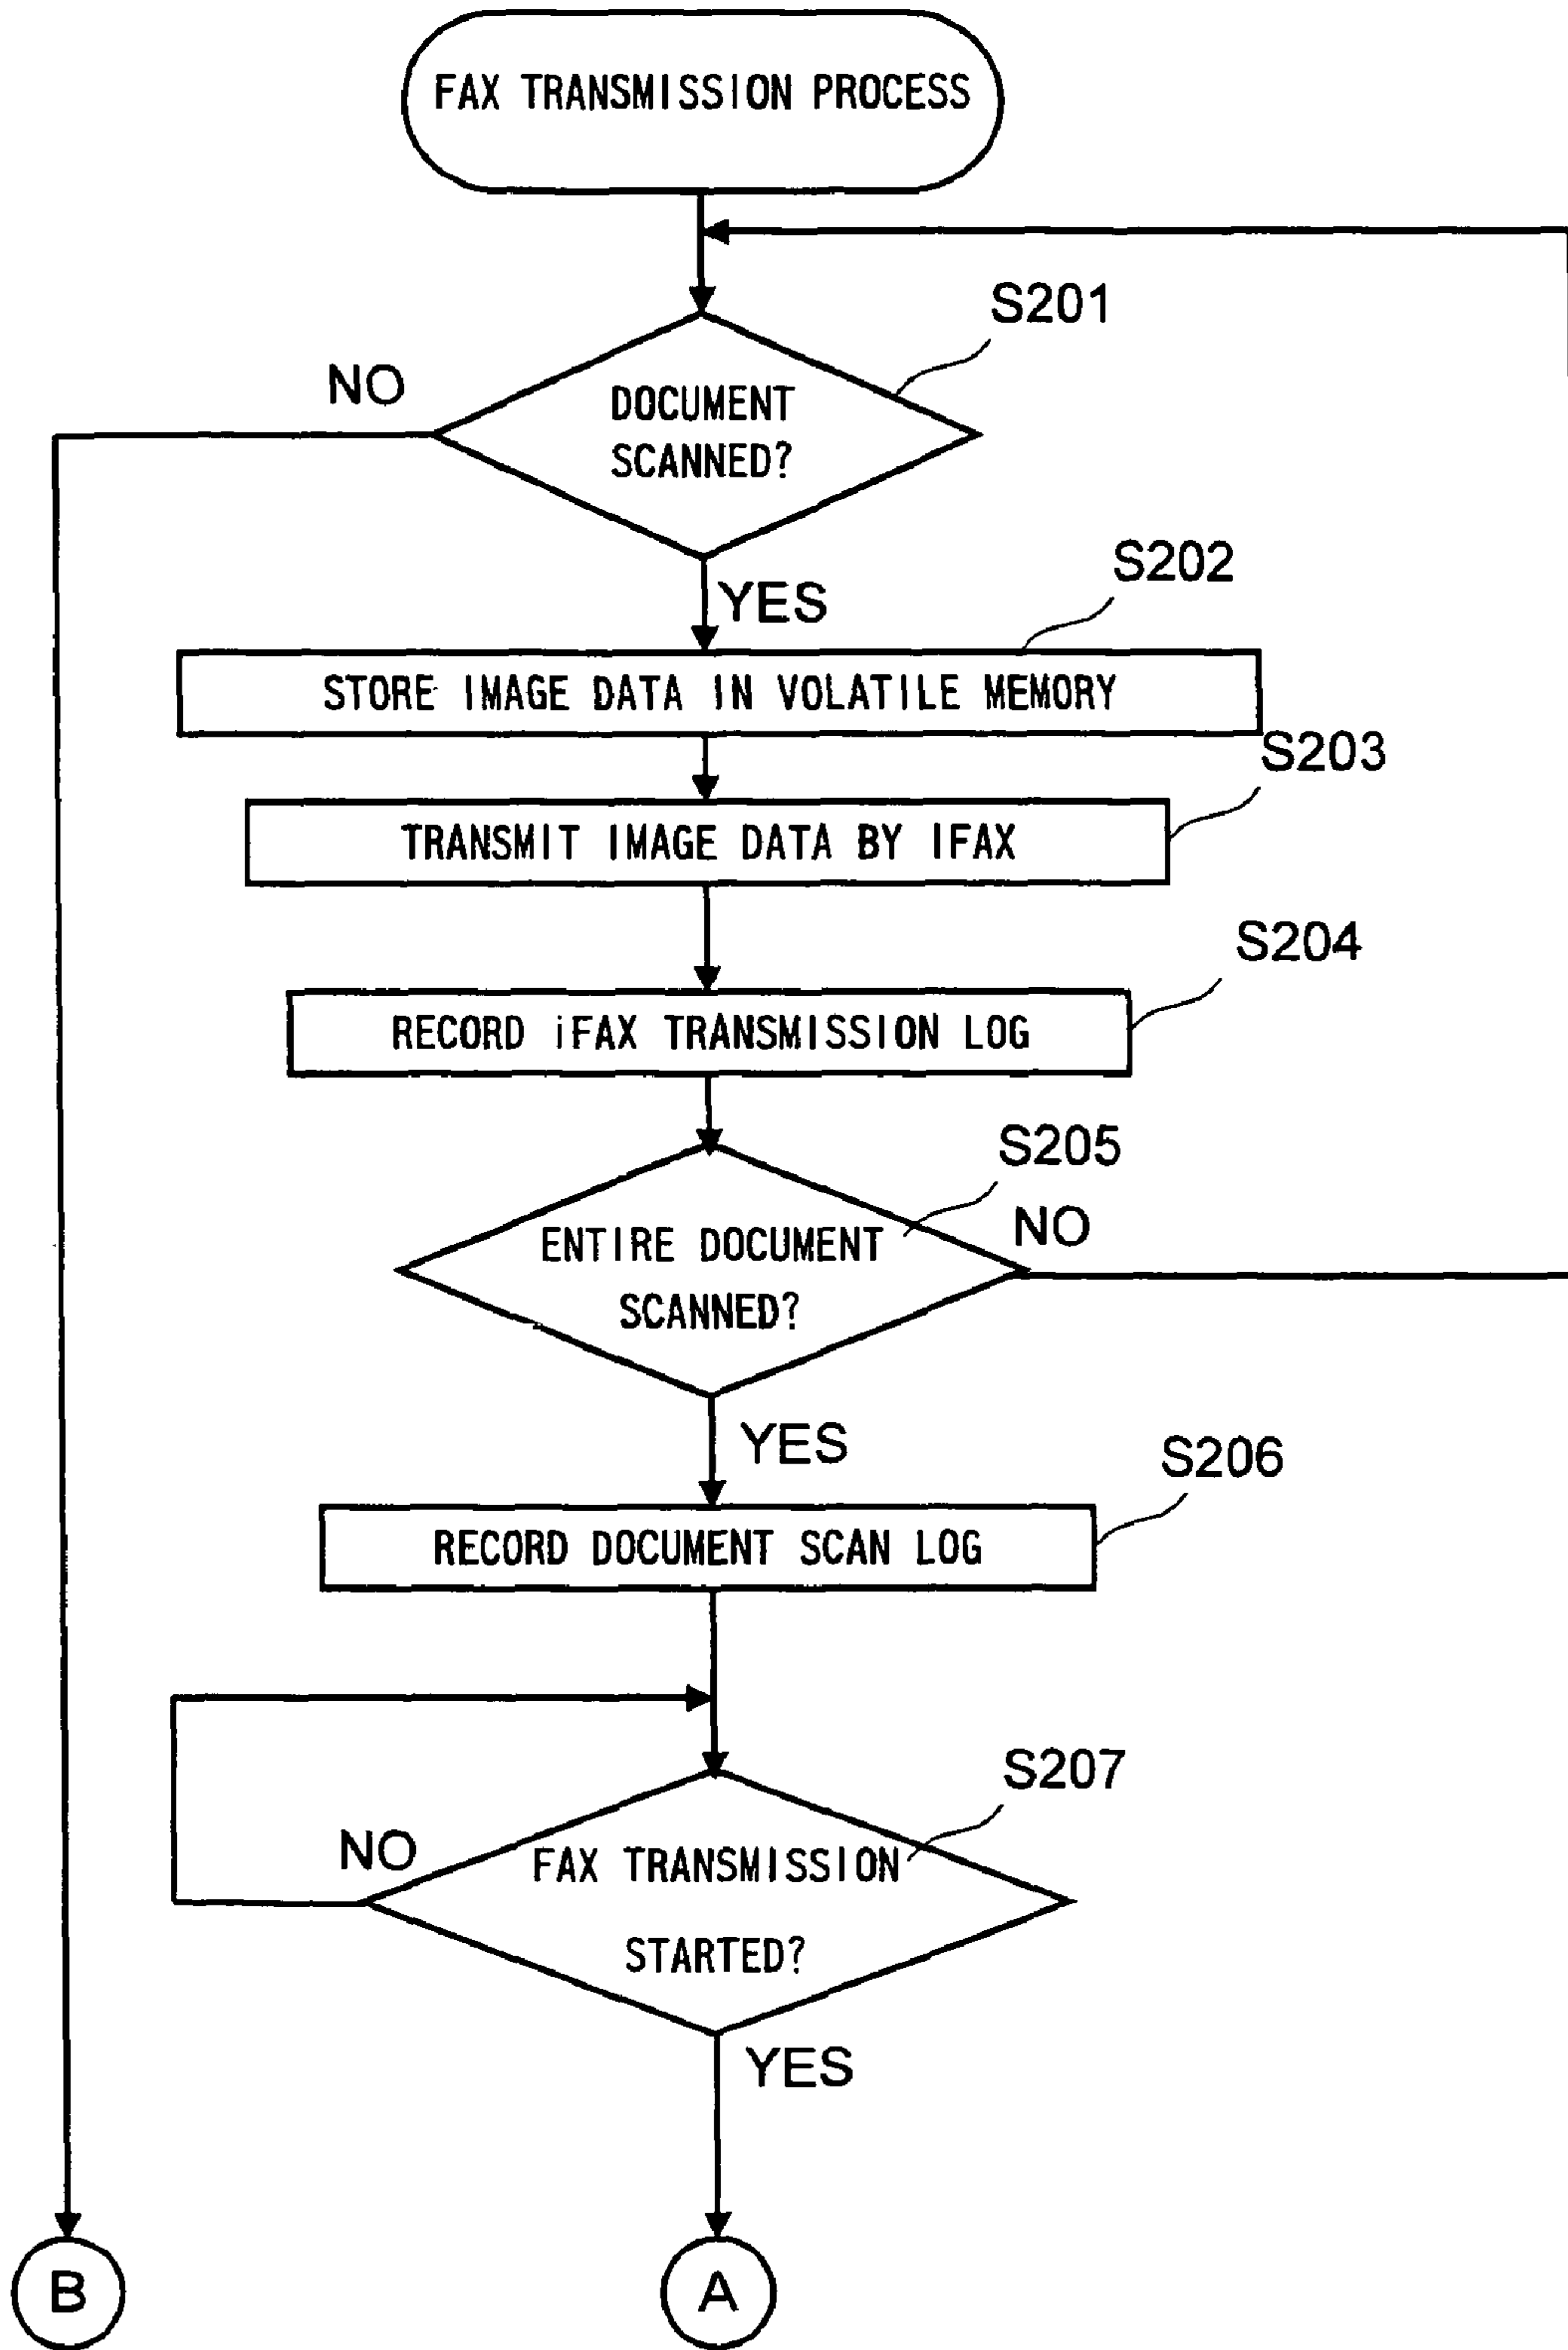 FAX TRANSMISSION PROCESS
S201
NO
DOCUMENT
SCANNED?
S202
YES
STORE IMAGE DATA IN VOLATILE MEMORY
S203
TRANSMIT IMAGE DATA BY IFAX
S204
RECORD iFAX TRANSMISSION LOG
S205
NO
ENTIRE DOCUMENT
SCANNED?
YES
S206
RECORD DOCUMENT SCAN LOG
S207
NO
FAX TRANSMISSION
STARTED?
YES
B
A